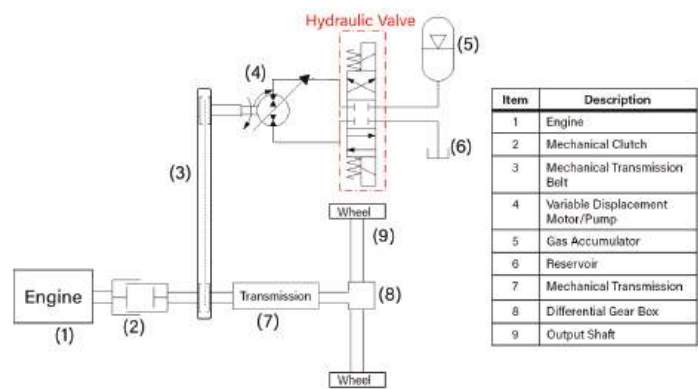 Hydraulic Valve
(5)
(4)
(6)
(3)
Wheel
(9)
Engine
(1)
(2)
Transmission
(7)
(8)
Wheel
Item Description
1 Engine
2 Mechanical Clutch
3 Mechanical Transmission
Belt
4 Variable Displacement
Motor/Pump
5 Gas Accumulator
6 Reservoir
7 Mechanical Transmission
8 Differential Gear Box
9 Output Shaft